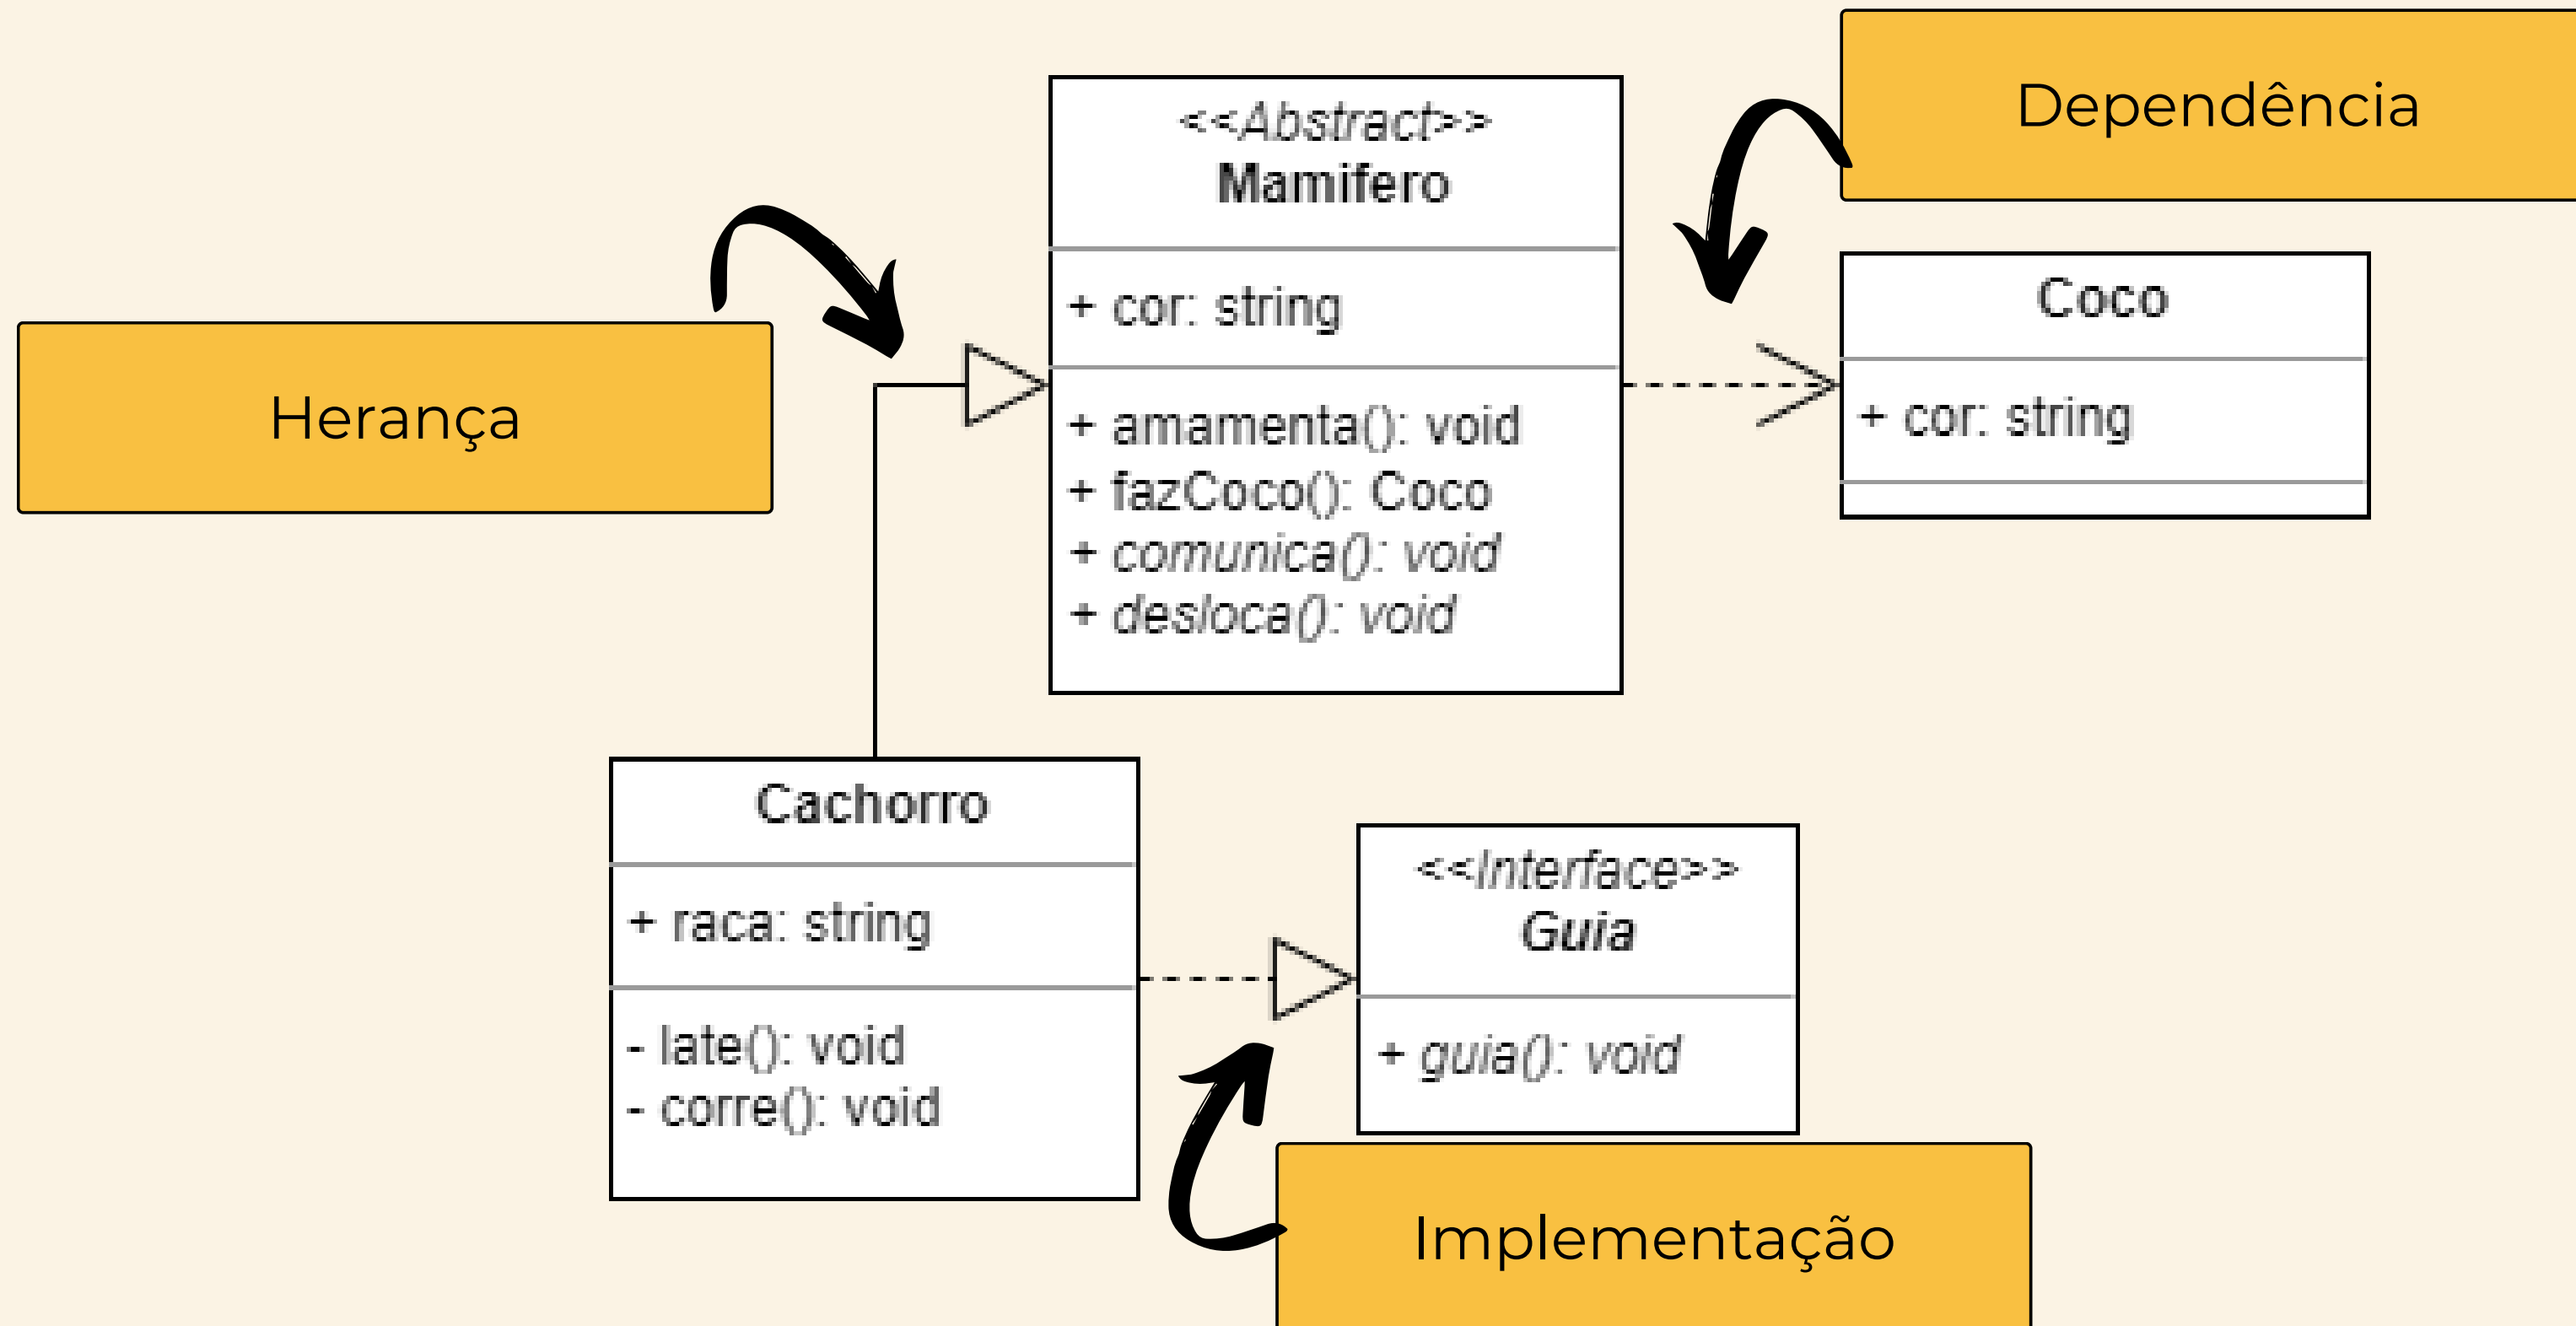 Dependência
<<Abstract>>
Mamifero
+ cor: string
+ amamenta(): void
+ fazCoco(): Coco
+ comunica(): void
+ desloca(): void
Coco
+ cor: string
Herança
Cachorro
+ raca: string
- late(): void
- corre(): void
<<Interface>>
Guia
+ guia(): void
Implementação